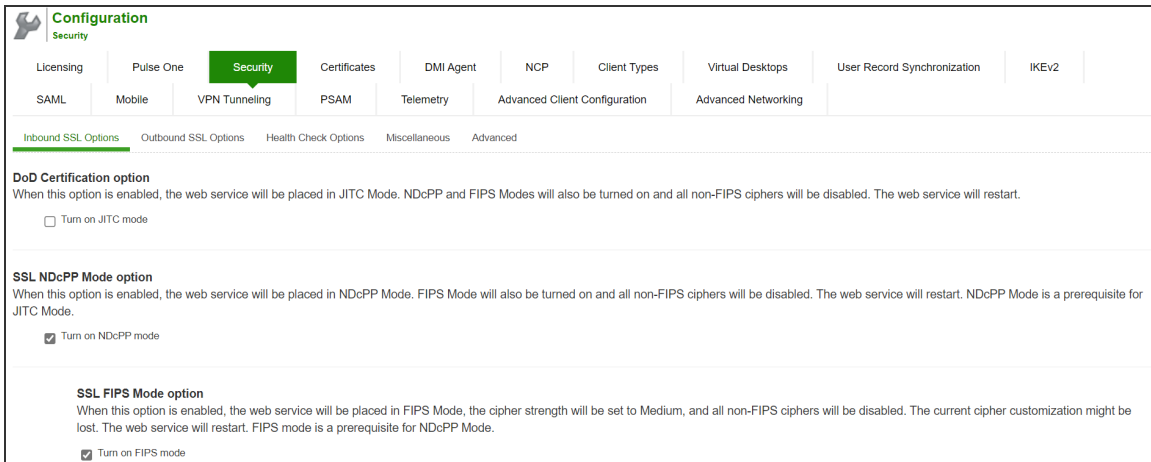 Configuration
Security
Licensing Pulse One Security Certificates DMI Agent NCP Client Types Virtual Desktops User Record Synchronization IKEv2
SAML Mobile VPN Tunneling PSAM Telemetry Advanced Client Configuration Advanced Networking
Inbound SSL Options Outbound SSL Options Health Check Options Miscellaneous Advanced
DoD Certification option
When this option is enabled, the web service will be placed in JITC Mode. NDcPP and FIPS Modes will also be turned on and all non-FIPS ciphers will be disabled. The web service will restart.
Turn on JITC mode
SSL NDcPP Mode option
When this option is enabled, the web service will be placed in NDcPP Mode. FIPS Mode will also be turned on and all non-FIPS ciphers will be disabled. The web service will restart. NDcPP Mode is a prerequisite for
JITC Mode.
Turn on NDcPP mode
SSL FIPS Mode option
When this option is enabled, the web service will be placed in FIPS Mode, the cipher strength will be set to Medium, and all non-FIPS ciphers will be disabled. The current cipher customization might be
lost. The web service will restart. FIPS mode is a prerequisite for NDcPP Mode.
Turn on FIPS mode